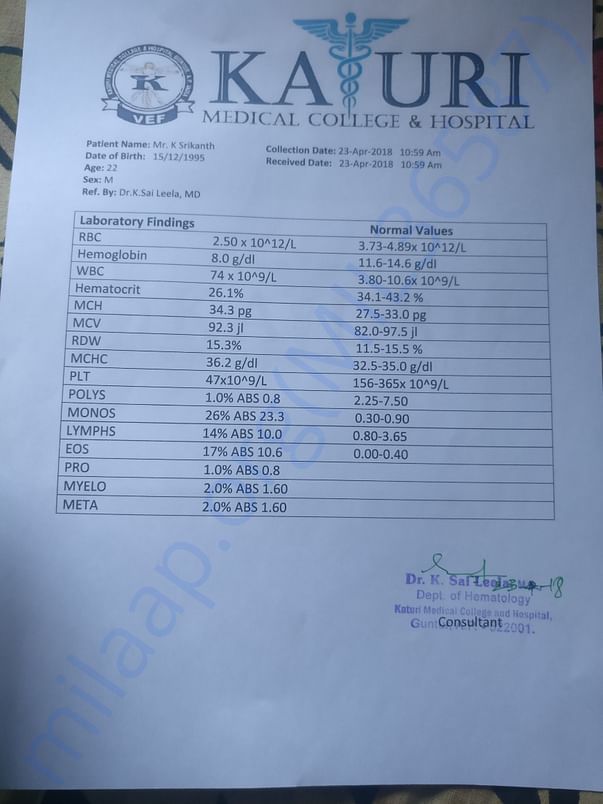 KATURI
MEDICAL COLLEGE & HOSPITAL
K
VEF
Patient Name: Mr. K Srikanth
Date of Birth: 15/12/1995
Age: 22
Sex: M
Ref. By: Dr.K.Sai Leela, MD
Collection Date: 23-Apr-2018 10:59 Am
Received Date: 23-Apr-2018 10:59 Am
Laboratory Findings Normal Values
RBC 2.50 x 10^12/L 3.73-4.89x 10^12/L
Hemoglobin 8.0 g/dl 11.6-14.6 g/dl
WBC 74 x 10^9/L 3.80-10.6x 10^9/L
Hematocrit 26.1% 34.1-43.2 %
MCH 34.3 pg 27.5-33.0 pg
MCV 92.3 jl 82.0-97.5 jl
RDW 15.3% 11.5-15.5 %
MCHC 36.2 g/dl 32.5-35.0 g/dl
PLT 47x10^9/L 156-365x 10^9/L
POLYS 1.0% ABS 0.8 2.25-7.50
MONOS 26% ABS 23.3 0.30-0.90
LYMPHS 14% ABS 10.0 0.80-3.65
EOS 17% ABS 10.6 0.00-0.40
PRO 1.0% ABS 0.8
MYELO 2.0% ABS 1.60
META 2.0% ABS 1.60
Dr. K. Sai Leela
Dept. of Hematology
Katuri Medical College and Hospital,
Consultant